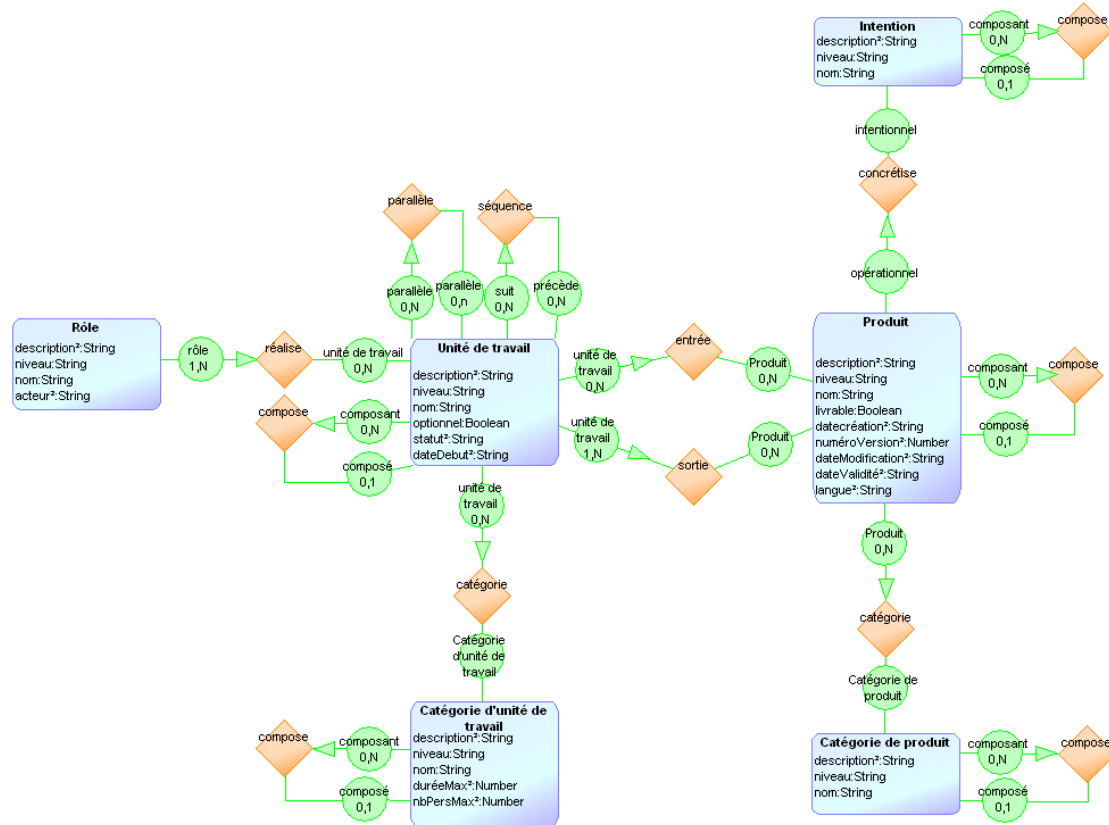 Intention
description²:String
niveau:String
nom:String
composant
0,N
compose
composé
0,1
intentionnel
concrétise
opérationnel
parallèle
séquence
parallèle
0,N
parallèle
0,n
suit
0,N
précède
0,N
Rôle
description²:String
niveau:String
nom:String
acteur²:String
rôle
1,N
réalise
unité de travail
0,N
Unité de travail
description²:String
niveau:String
nom:String
optionnel:Boolean
statut²:String
dateDebut²:String
compose
composant
0,N
composé
0,1
unité de
travail
0,N
entrée
Produit
0,N
unité de
travail
1,N
sortie
Produit
0,N
Produit
description²:String
niveau:String
nom:String
livrable:Boolean
datecréation²:String
numéroVersion²:Number
dateModification²:String
dateValidité²:String
langue²:String
composant
0,N
compose
composé
0,1
unité de
travail
0,N
catégorie
Catégorie
d'unité de
travail
Produit
0,N
catégorie
Catégorie de
produit
Catégorie d'unité de
travail
description²:String
niveau:String
nom:String
duréeMax²:Number
nbPersMax²:Number
compose
composant
0,N
composé
0,1
Catégorie de produit
description²:String
niveau:String
nom:String
composant
0,N
compose
composé
0,1